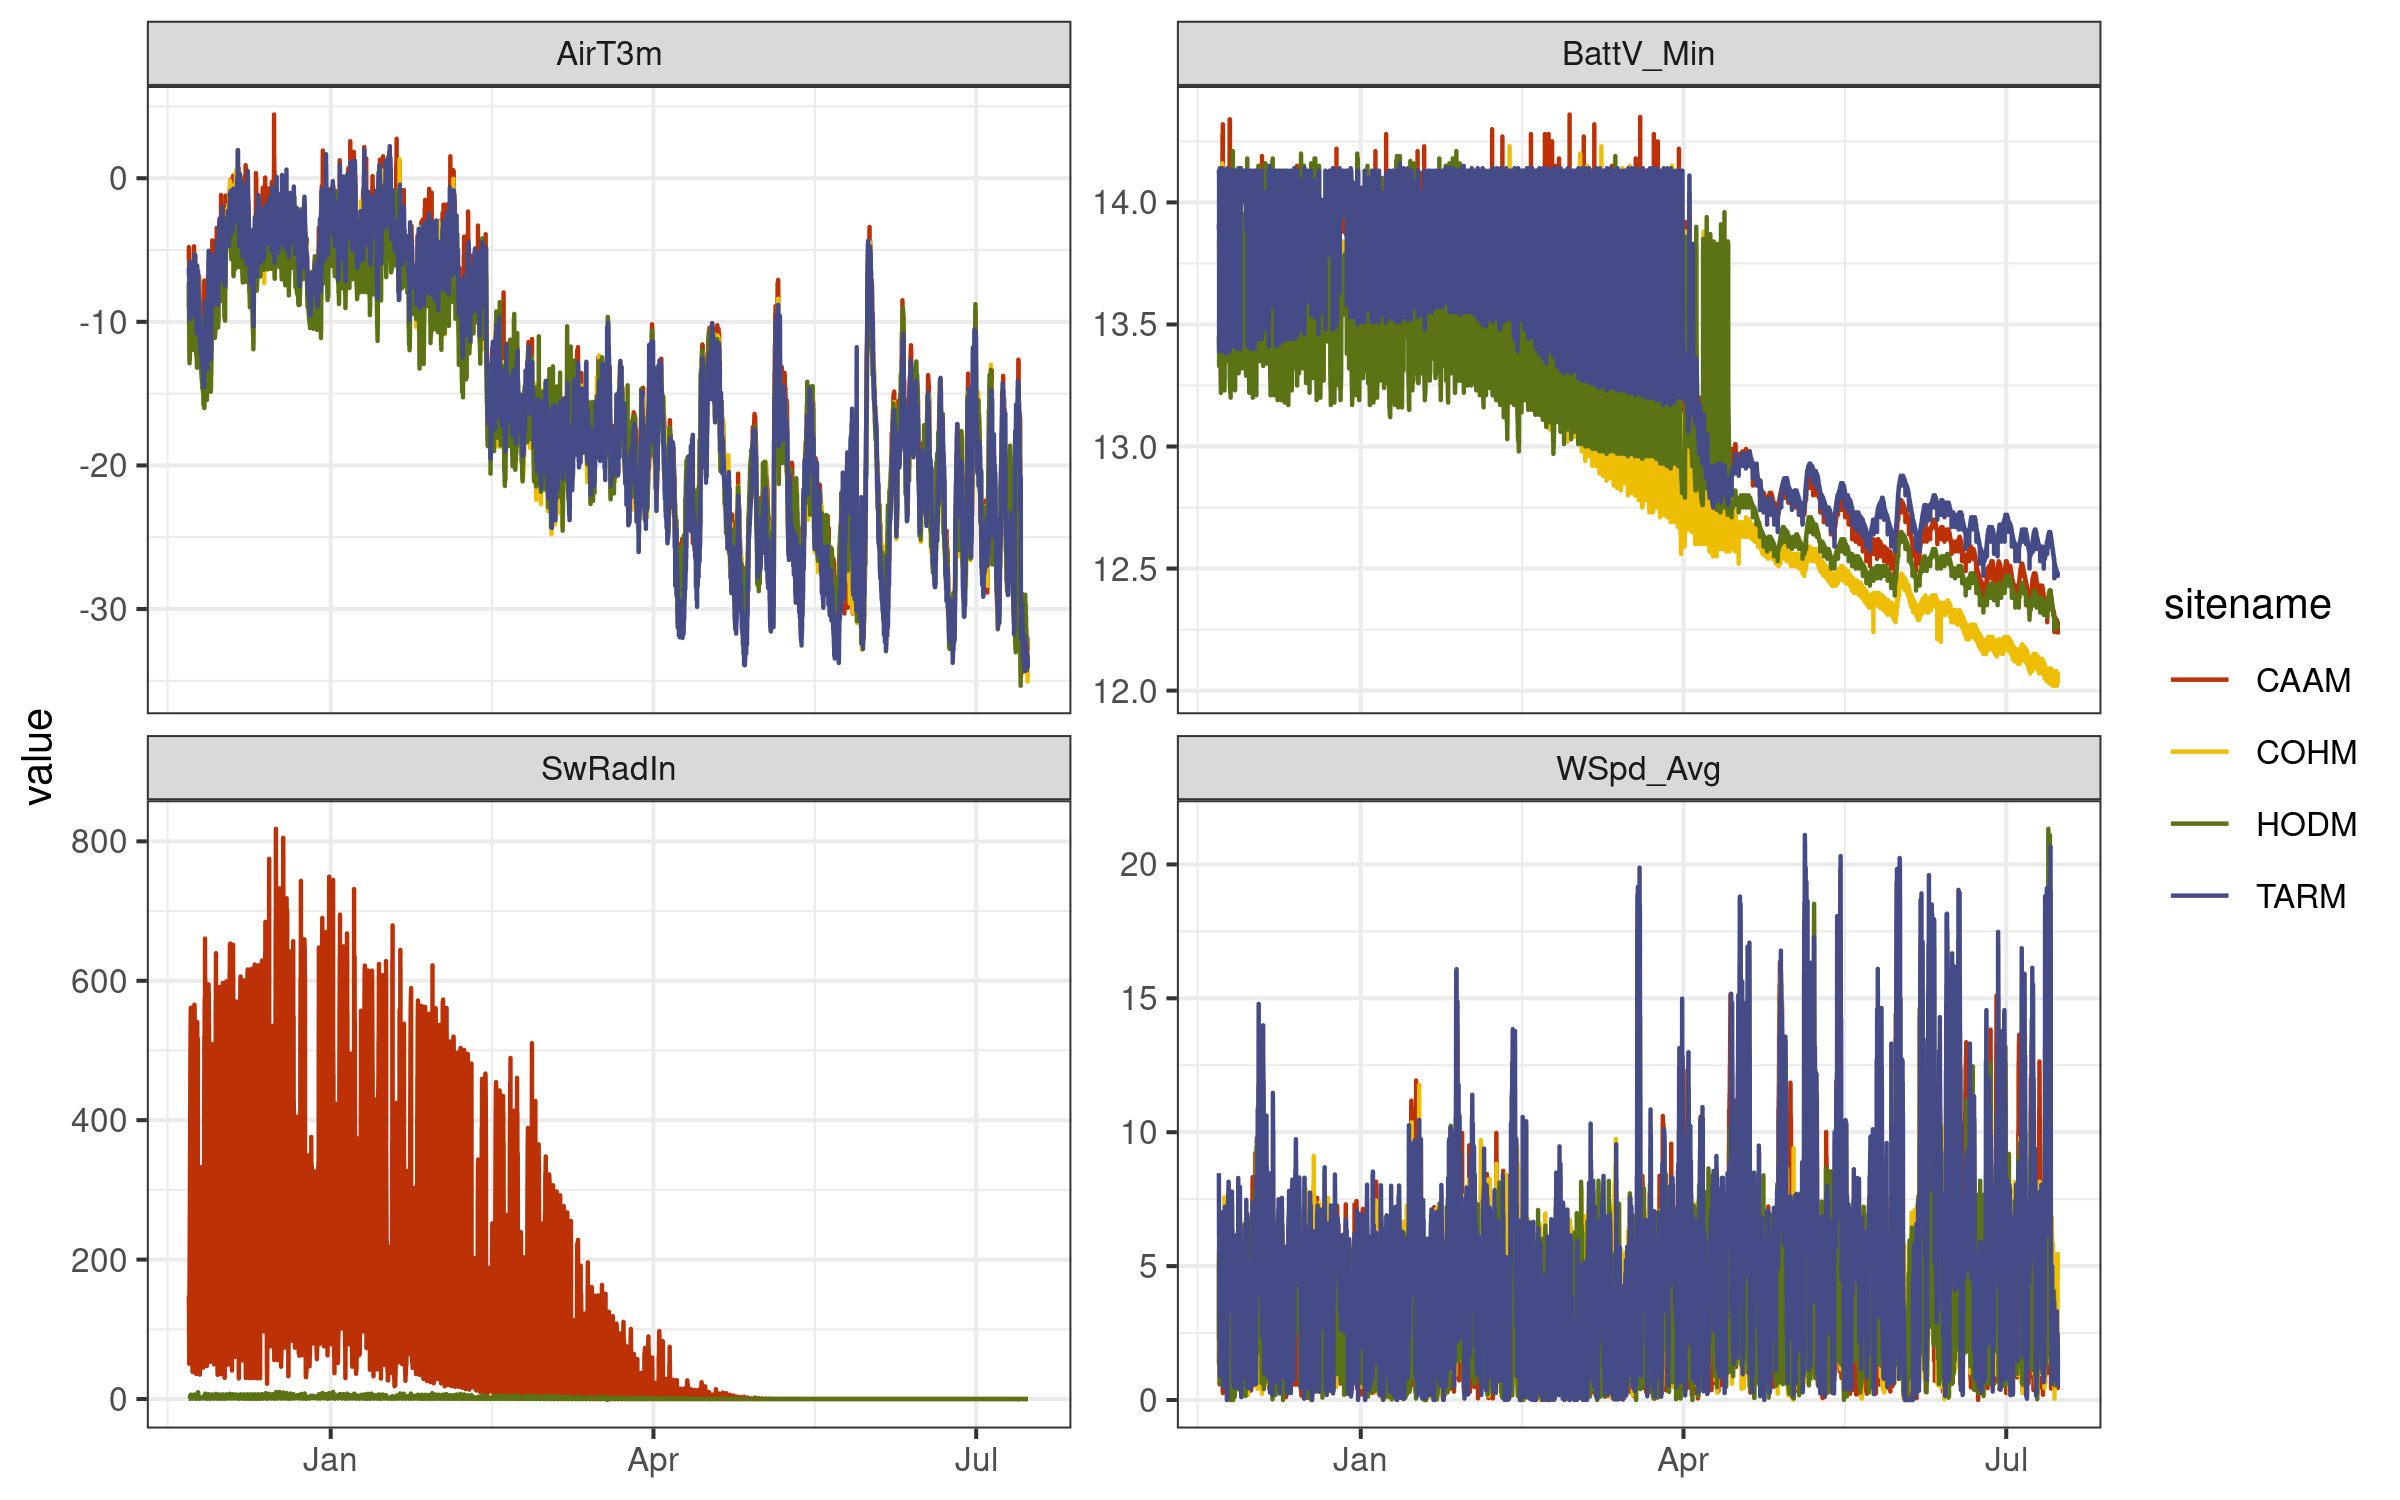 AirT3m
BattV_Min
0
-10
-20
-30
14.0
13.5
13.0
12.5
12.0
value
SwRadIn
WSpd_Avg
800
600
400
200
0
20
15
10
5
0
Jan Apr Jul
Jan Apr Jul
sitename
CAAM
COHM
HODM
TARM